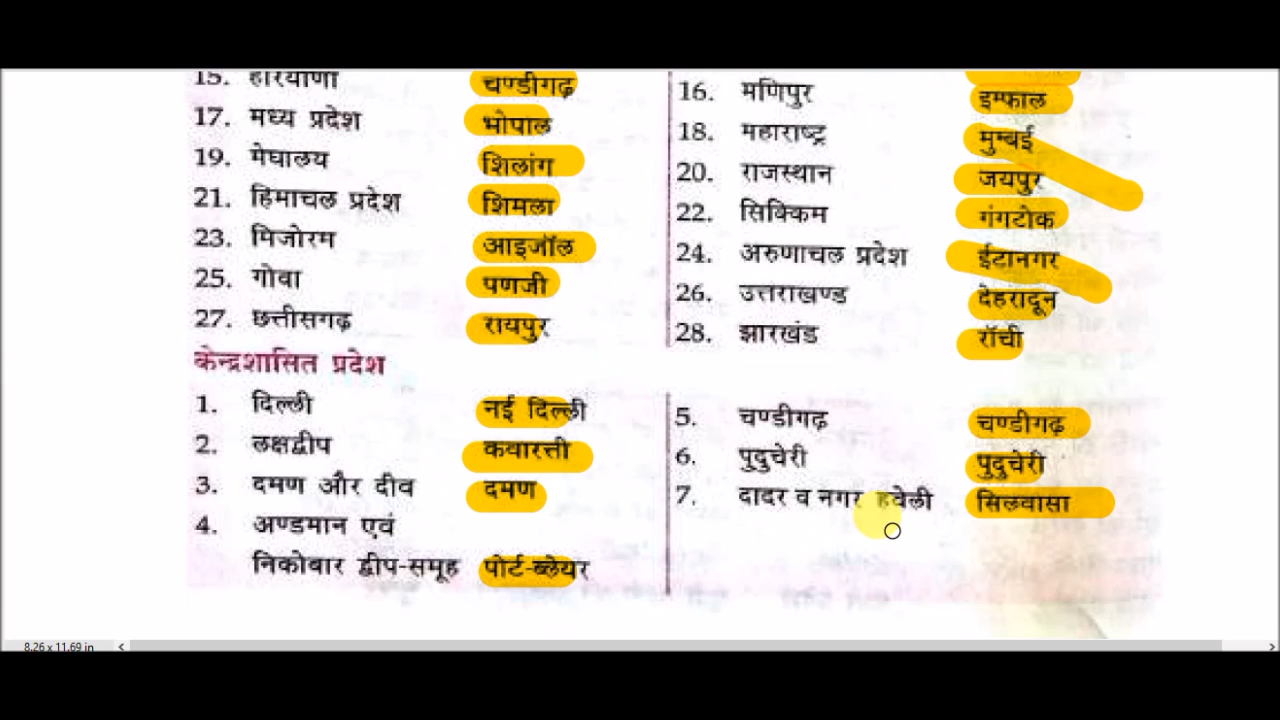 15. हरियाणा चण्डीगढ़
16. मणिपुर इम्फाल
17. मध्य प्रदेश भोपाल
18. महाराष्ट्र मुम्बई
19. मेघालय शिलांग
20. राजस्थान जयपुर
21. हिमाचल प्रदेश शिमला
22. सिक्किम गंगटोक
23. मिजोरम आइजॉल
24. अरुणाचल प्रदेश ईटानगर
25. गोवा पणजी
26. उत्तराखण्ड देहरादून
27. छत्तीसगढ़ रायपुर
28. झारखंड राँची
केन्द्रशासित प्रदेश
1. दिल्ली नई दिल्ली
2. लक्षद्वीप कवारत्ती
3. दमण और दीव दमण
4. अण्डमान एवं
निकोबार द्वीप-समूह पोर्ट-ब्लेयर
5. चण्डीगढ़ चण्डीगढ़
6. पुदुचेरी पुदुचेरी
7. दादर व नगर हवेली सिलवासा
8.26 x 11.69 in